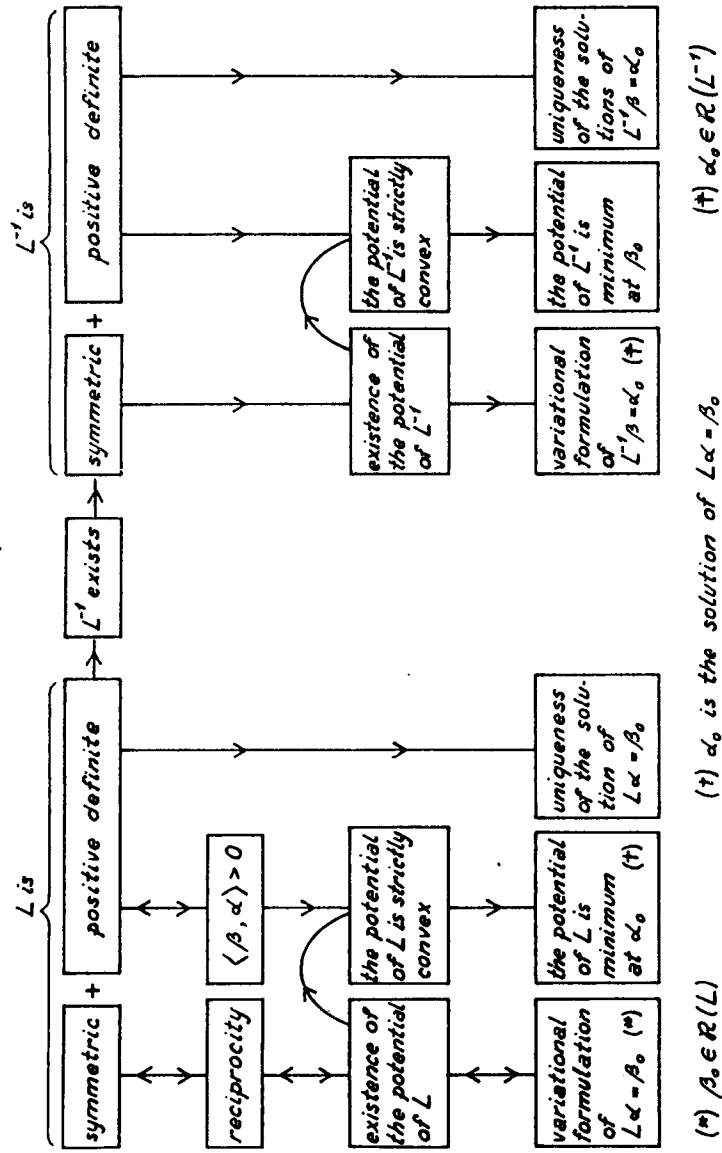 L is
symmetric
+
positive definite
reciprocity
⟨β, α⟩ > 0
existence of
the potential
of L
the potential
of L is strictly
convex
variational
formulation
of
Lα = β₀ (*)
the potential
of L is
minimum
at α₀ (†)
uniqueness
of the solu-
tion of
Lα = β₀
L⁻¹ exists
L⁻¹ is
symmetric
+
positive definite
existence of
the potential
of L⁻¹
the potential
of L⁻¹ is strictly
convex
variational
formulation
of
L⁻¹β = α₀ (‡)
the potential
of L⁻¹ is
minimum
at β₀
uniqueness
of the solu-
tions of
L⁻¹β = α₀
(*) β₀ ∈ R(L)
(†) α₀ is the solution of Lα = β₀
(‡) α₀ ∈ R(L⁻¹)